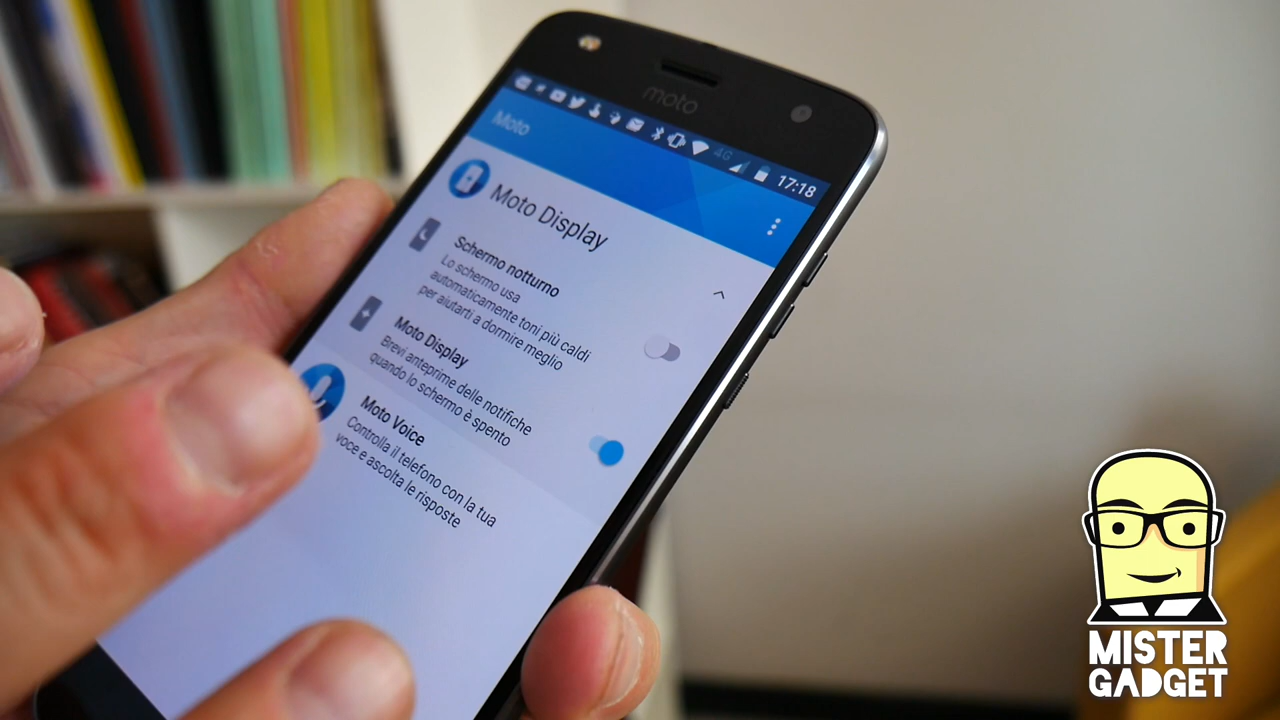 moto
4G
17:18
Moto
Moto Display
Schermo notturno
Lo schermo usa
automaticamente toni più caldi
per aiutarti a dormire meglio
Moto Display
Brevi anteprime delle notifiche
quando lo schermo è spento
Moto Voice
Controlla il telefono con la tua
voce e ascolta le risposte
MISTER
GADGET